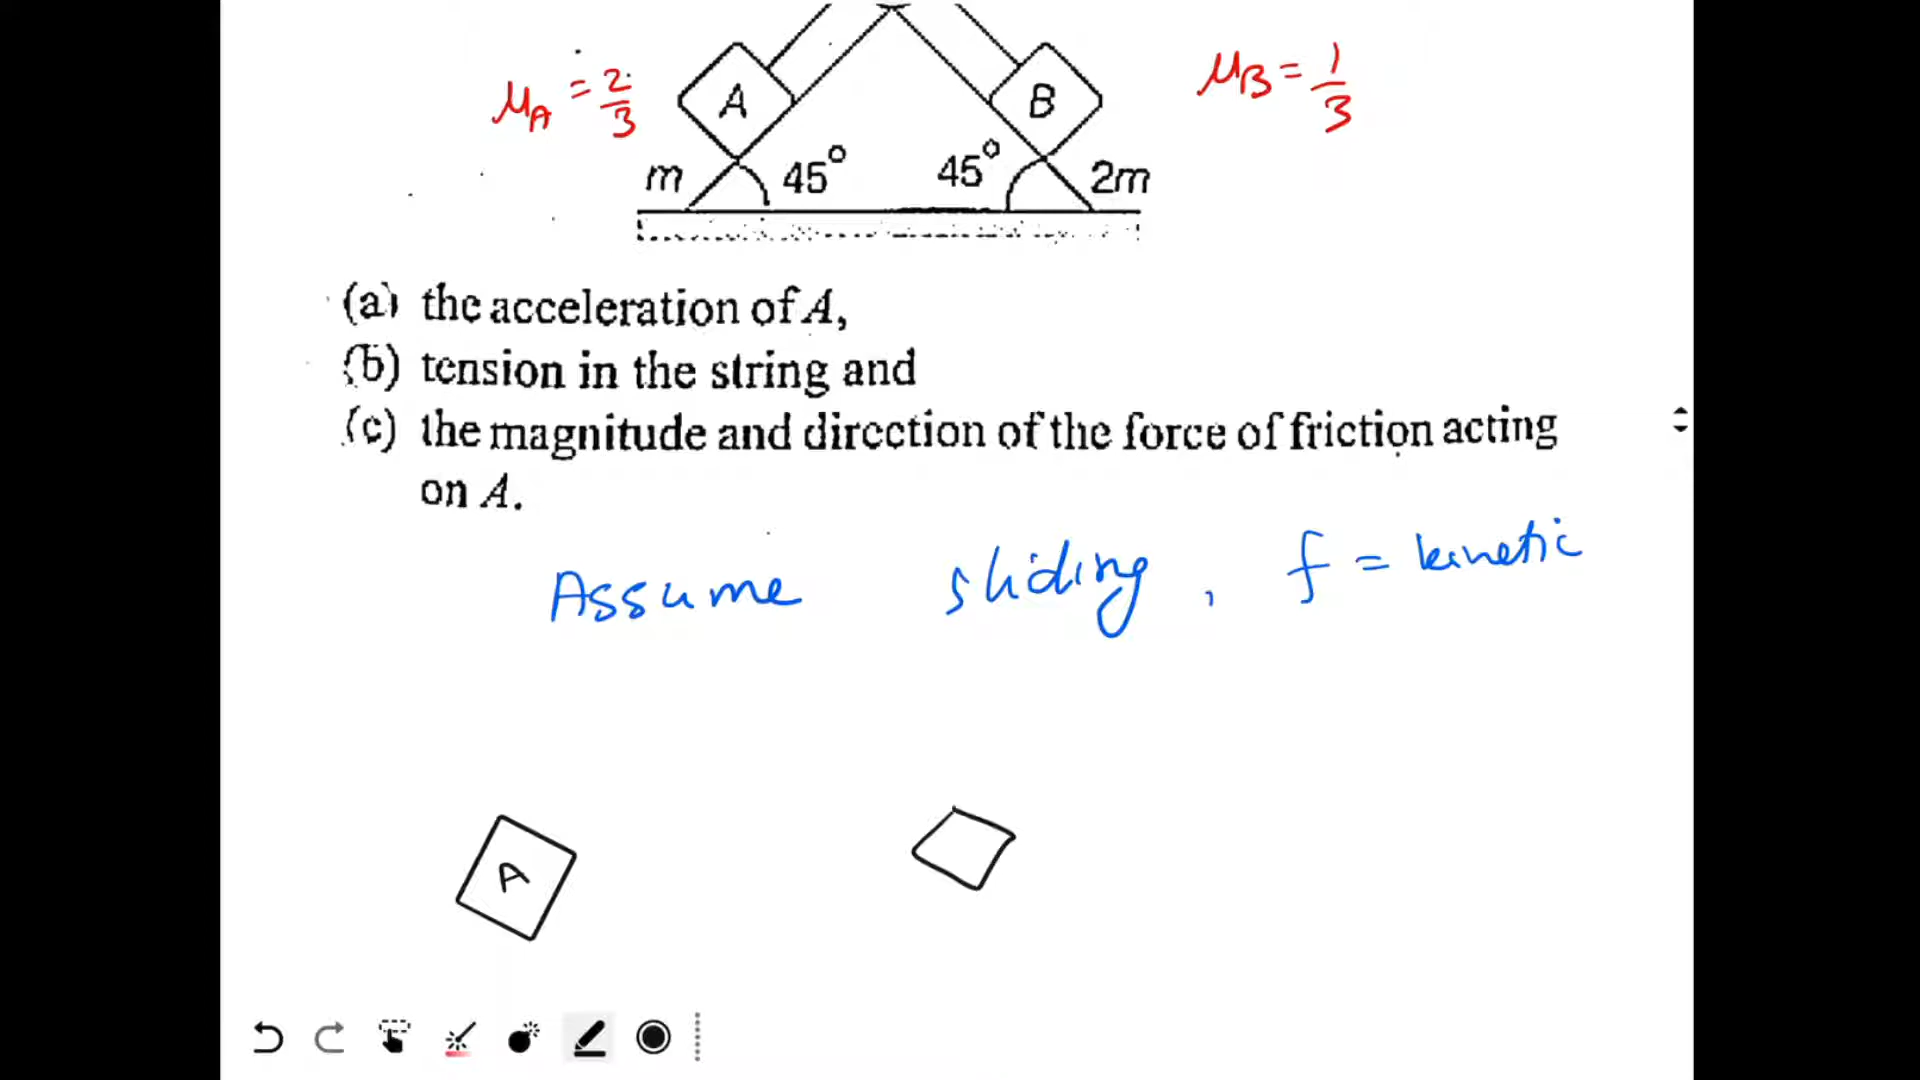 μA = 2/3
A
B
μB = 1/3
m
45°
45°
2m
(a) the acceleration of A,
(b) tension in the string and
(c) the magnitude and direction of the force of friction acting
on A.
Assume sliding, f = kinetic
A